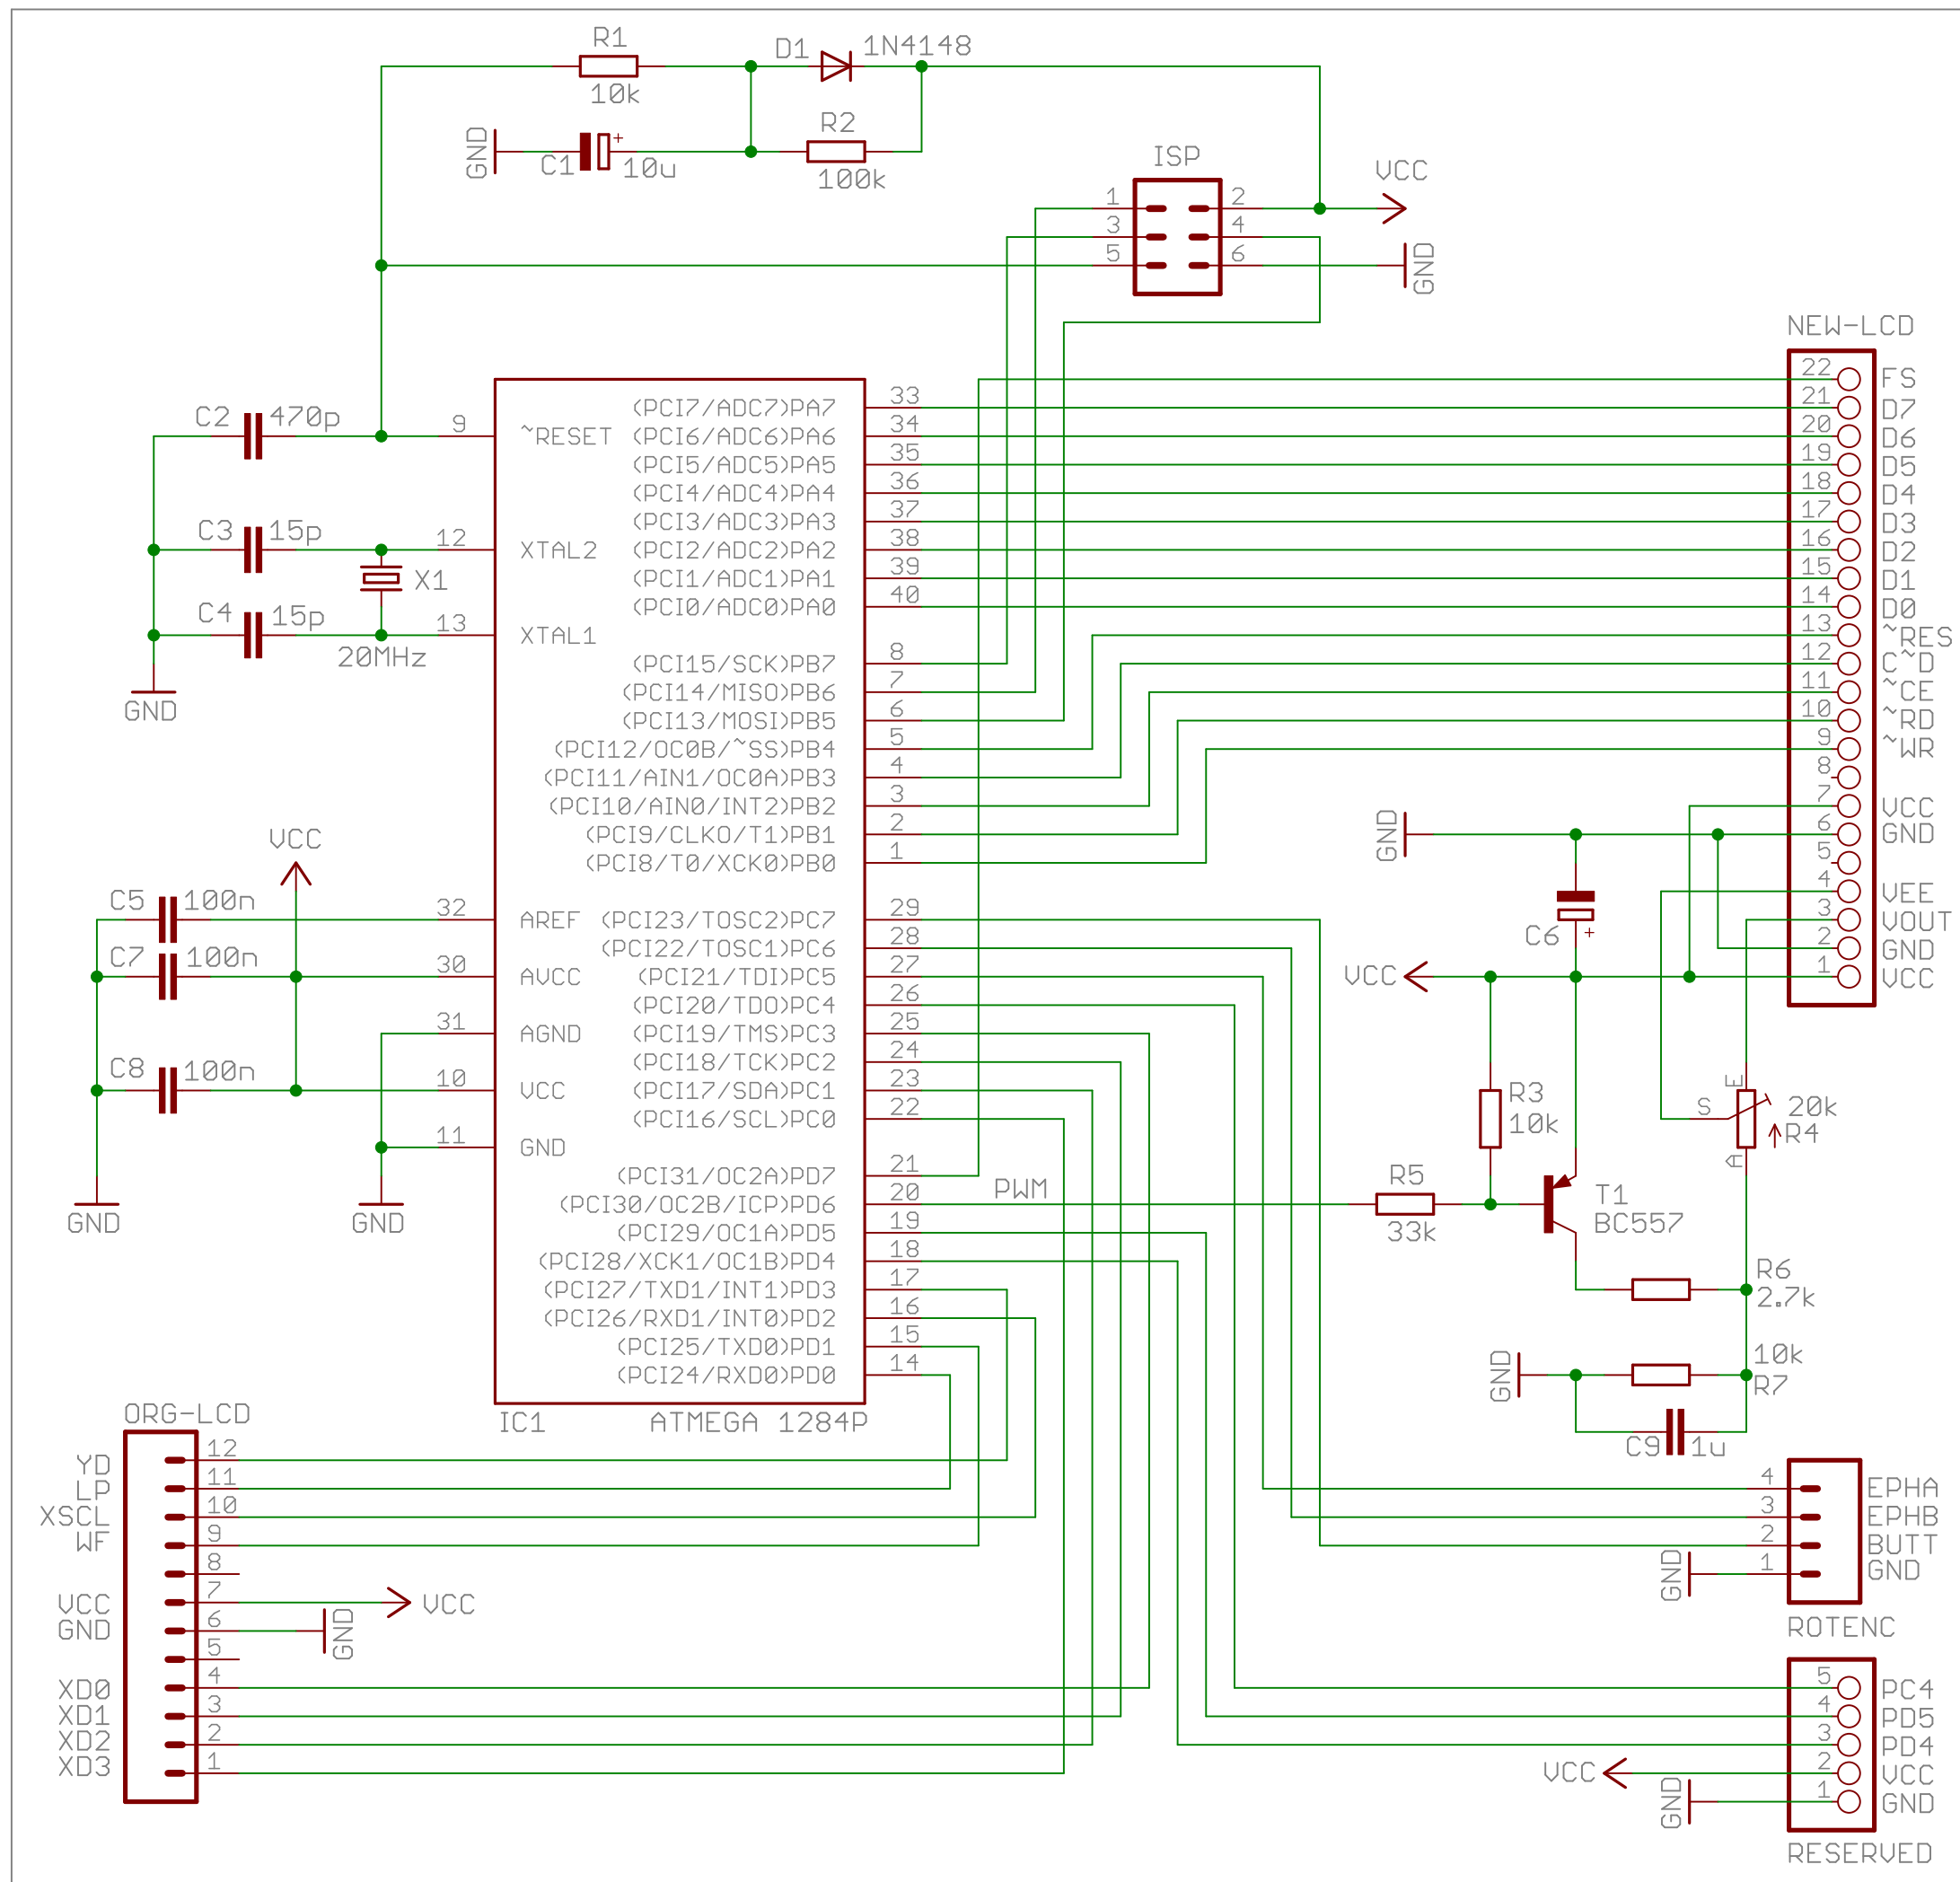 R1
10k
D1
1N4148
GND
C1
+
10u
R2
100k
ISP
1
2
3
4
5
6
VCC
GND
C2
470p
C3
15p
C4
15p
X1
20MHz
GND
VCC
C5
100n
C7
100n
C8
100n
GND
GND
9
~RESET
12
XTAL2
13
XTAL1
32
AREF
30
AVCC
31
AGND
10
VCC
11
GND
(PCI7/ADC7)PA7
33
(PCI6/ADC6)PA6
34
(PCI5/ADC5)PA5
35
(PCI4/ADC4)PA4
36
(PCI3/ADC3)PA3
37
(PCI2/ADC2)PA2
38
(PCI1/ADC1)PA1
39
(PCI0/ADC0)PA0
40
(PCI15/SCK)PB7
8
(PCI14/MISO)PB6
7
(PCI13/MOSI)PB5
6
(PCI12/OC0B/~SS)PB4
5
(PCI11/AIN1/OC0A)PB3
4
(PCI10/AIN0/INT2)PB2
3
(PCI9/CLKO/T1)PB1
2
(PCI8/T0/XCK0)PB0
1
(PCI23/TOSC2)PC7
29
(PCI22/TOSC1)PC6
28
(PCI21/TDI)PC5
27
(PCI20/TDO)PC4
26
(PCI19/TMS)PC3
25
(PCI18/TCK)PC2
24
(PCI17/SDA)PC1
23
(PCI16/SCL)PC0
22
(PCI31/OC2A)PD7
21
(PCI30/OC2B/ICP)PD6
20
(PCI29/OC1A)PD5
19
(PCI28/XCK1/OC1B)PD4
18
(PCI27/TXD1/INT1)PD3
17
(PCI26/RXD1/INT0)PD2
16
(PCI25/TXD0)PD1
15
(PCI24/RXD0)PD0
14
IC1
ATMEGA 1284P
PWM
NEW-LCD
22 FS
21 D7
20 D6
19 D5
18 D4
17 D3
16 D2
15 D1
14 D0
13 ~RES
12 C~D
11 ~CE
10 ~RD
9 ~WR
8
7 VCC
6 GND
5
4 VEE
3 VOUT
2 GND
1 VCC
GND
C6
+
VCC
R3
10k
R5
33k
T1
BC557
E
S
A
20k
R4
R6
2.7k
10k
R7
GND
C9
1u
ORG-LCD
YD 12
LP 11
XSCL 10
WF 9
8
VCC 7
VCC
GND 6
GND
5
XD0 4
XD1 3
XD2 2
XD3 1
4 EPHA
3 EPHB
2 BUTT
1 GND
GND
ROTENC
5 PC4
4 PD5
3 PD4
VCC
2 VCC
GND
1 GND
RESERVED